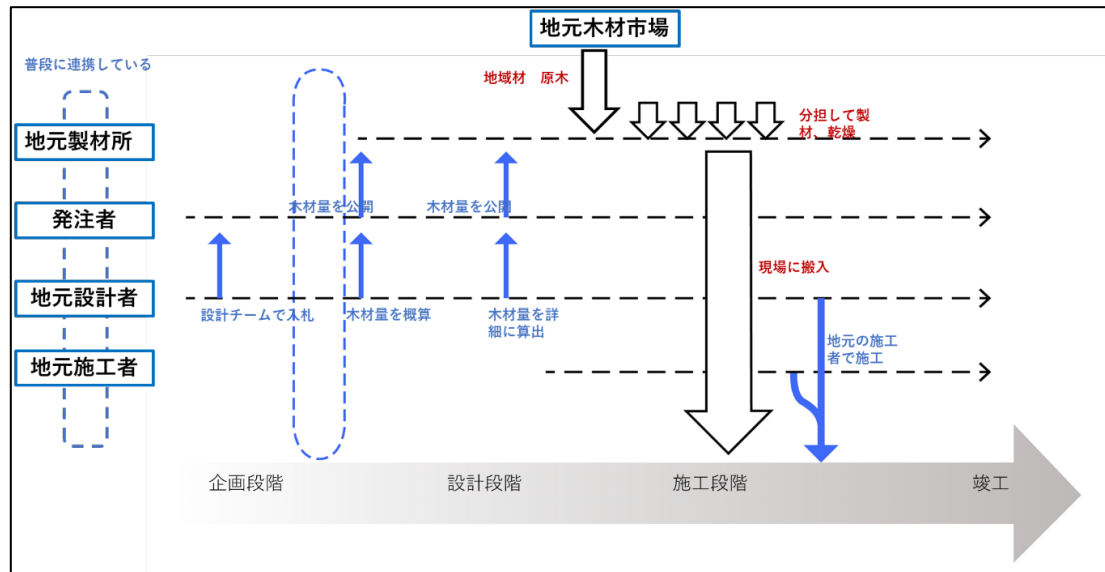 地元木材市場
普段に連携している
地域材　原木
分担して製
材、乾燥
地元製材所
木材量を公開
木材量を公開
発注者
現場に搬入
地元設計者
設計チームで入札
木材量を概算
木材量を詳
細に算出
地元の施工
者で施工
地元施工者
企画段階
設計段階
施工段階
竣工